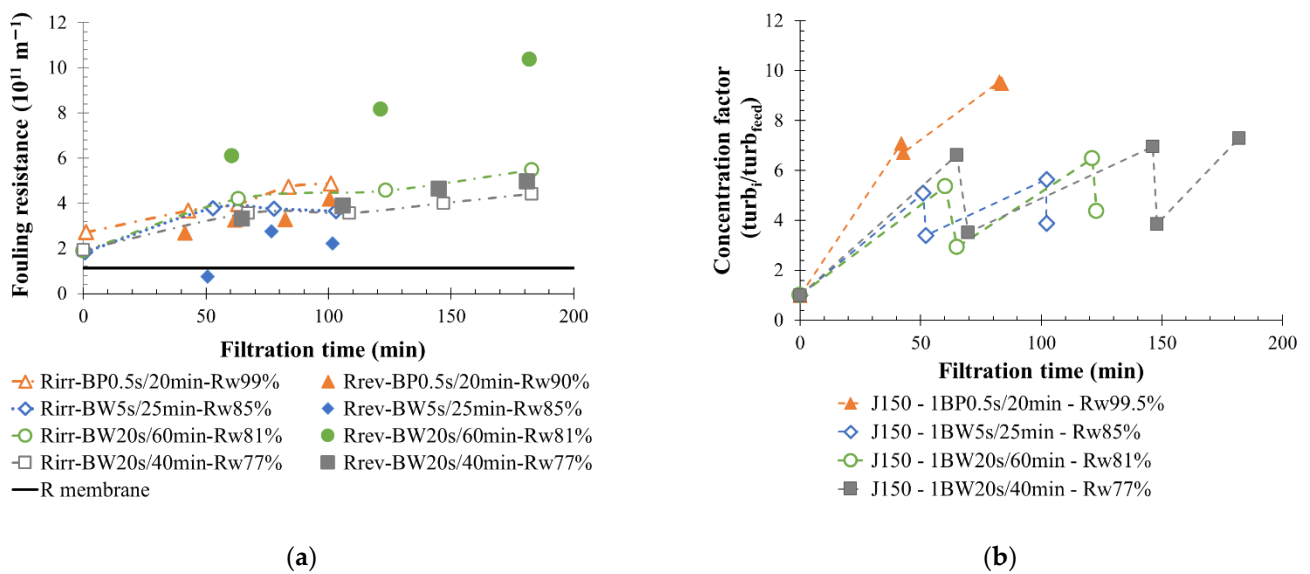 Fouling resistance (10¹¹ m⁻¹)
12
10
8
6
4
2
0
0 50 100 150 200
Filtration time (min)
Rirr-BP0.5s/20min-Rw99% Rrev-BP0.5s/20min-Rw90%
Rirr-BW5s/25min-Rw85% Rrev-BW5s/25min-Rw85%
Rirr-BW20s/60min-Rw81% Rrev-BW20s/60min-Rw81%
Rirr-BW20s/40min-Rw77% Rrev-BW20s/40min-Rw77%
R membrane
(a)
Concentration factor
(turbᵢ/turb_feed)
12
10
8
6
4
2
0
0 50 100 150 200
Filtration time (min)
J150 - 1BP0.5s/20min - Rw99.5%
J150 - 1BW5s/25min - Rw85%
J150 - 1BW20s/60min - Rw81%
J150 - 1BW20s/40min - Rw77%
(b)